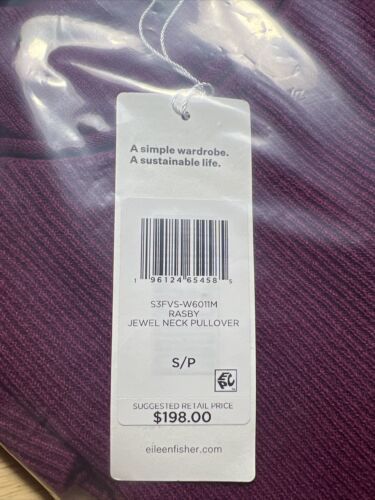 A simple wardrobe.
A sustainable life.
1 96124 65458 5
S3FVS-W6011M
RASBY
JEWEL NECK PULLOVER
S/P
SUGGESTED RETAIL PRICE
$198.00
eileenfisher.com